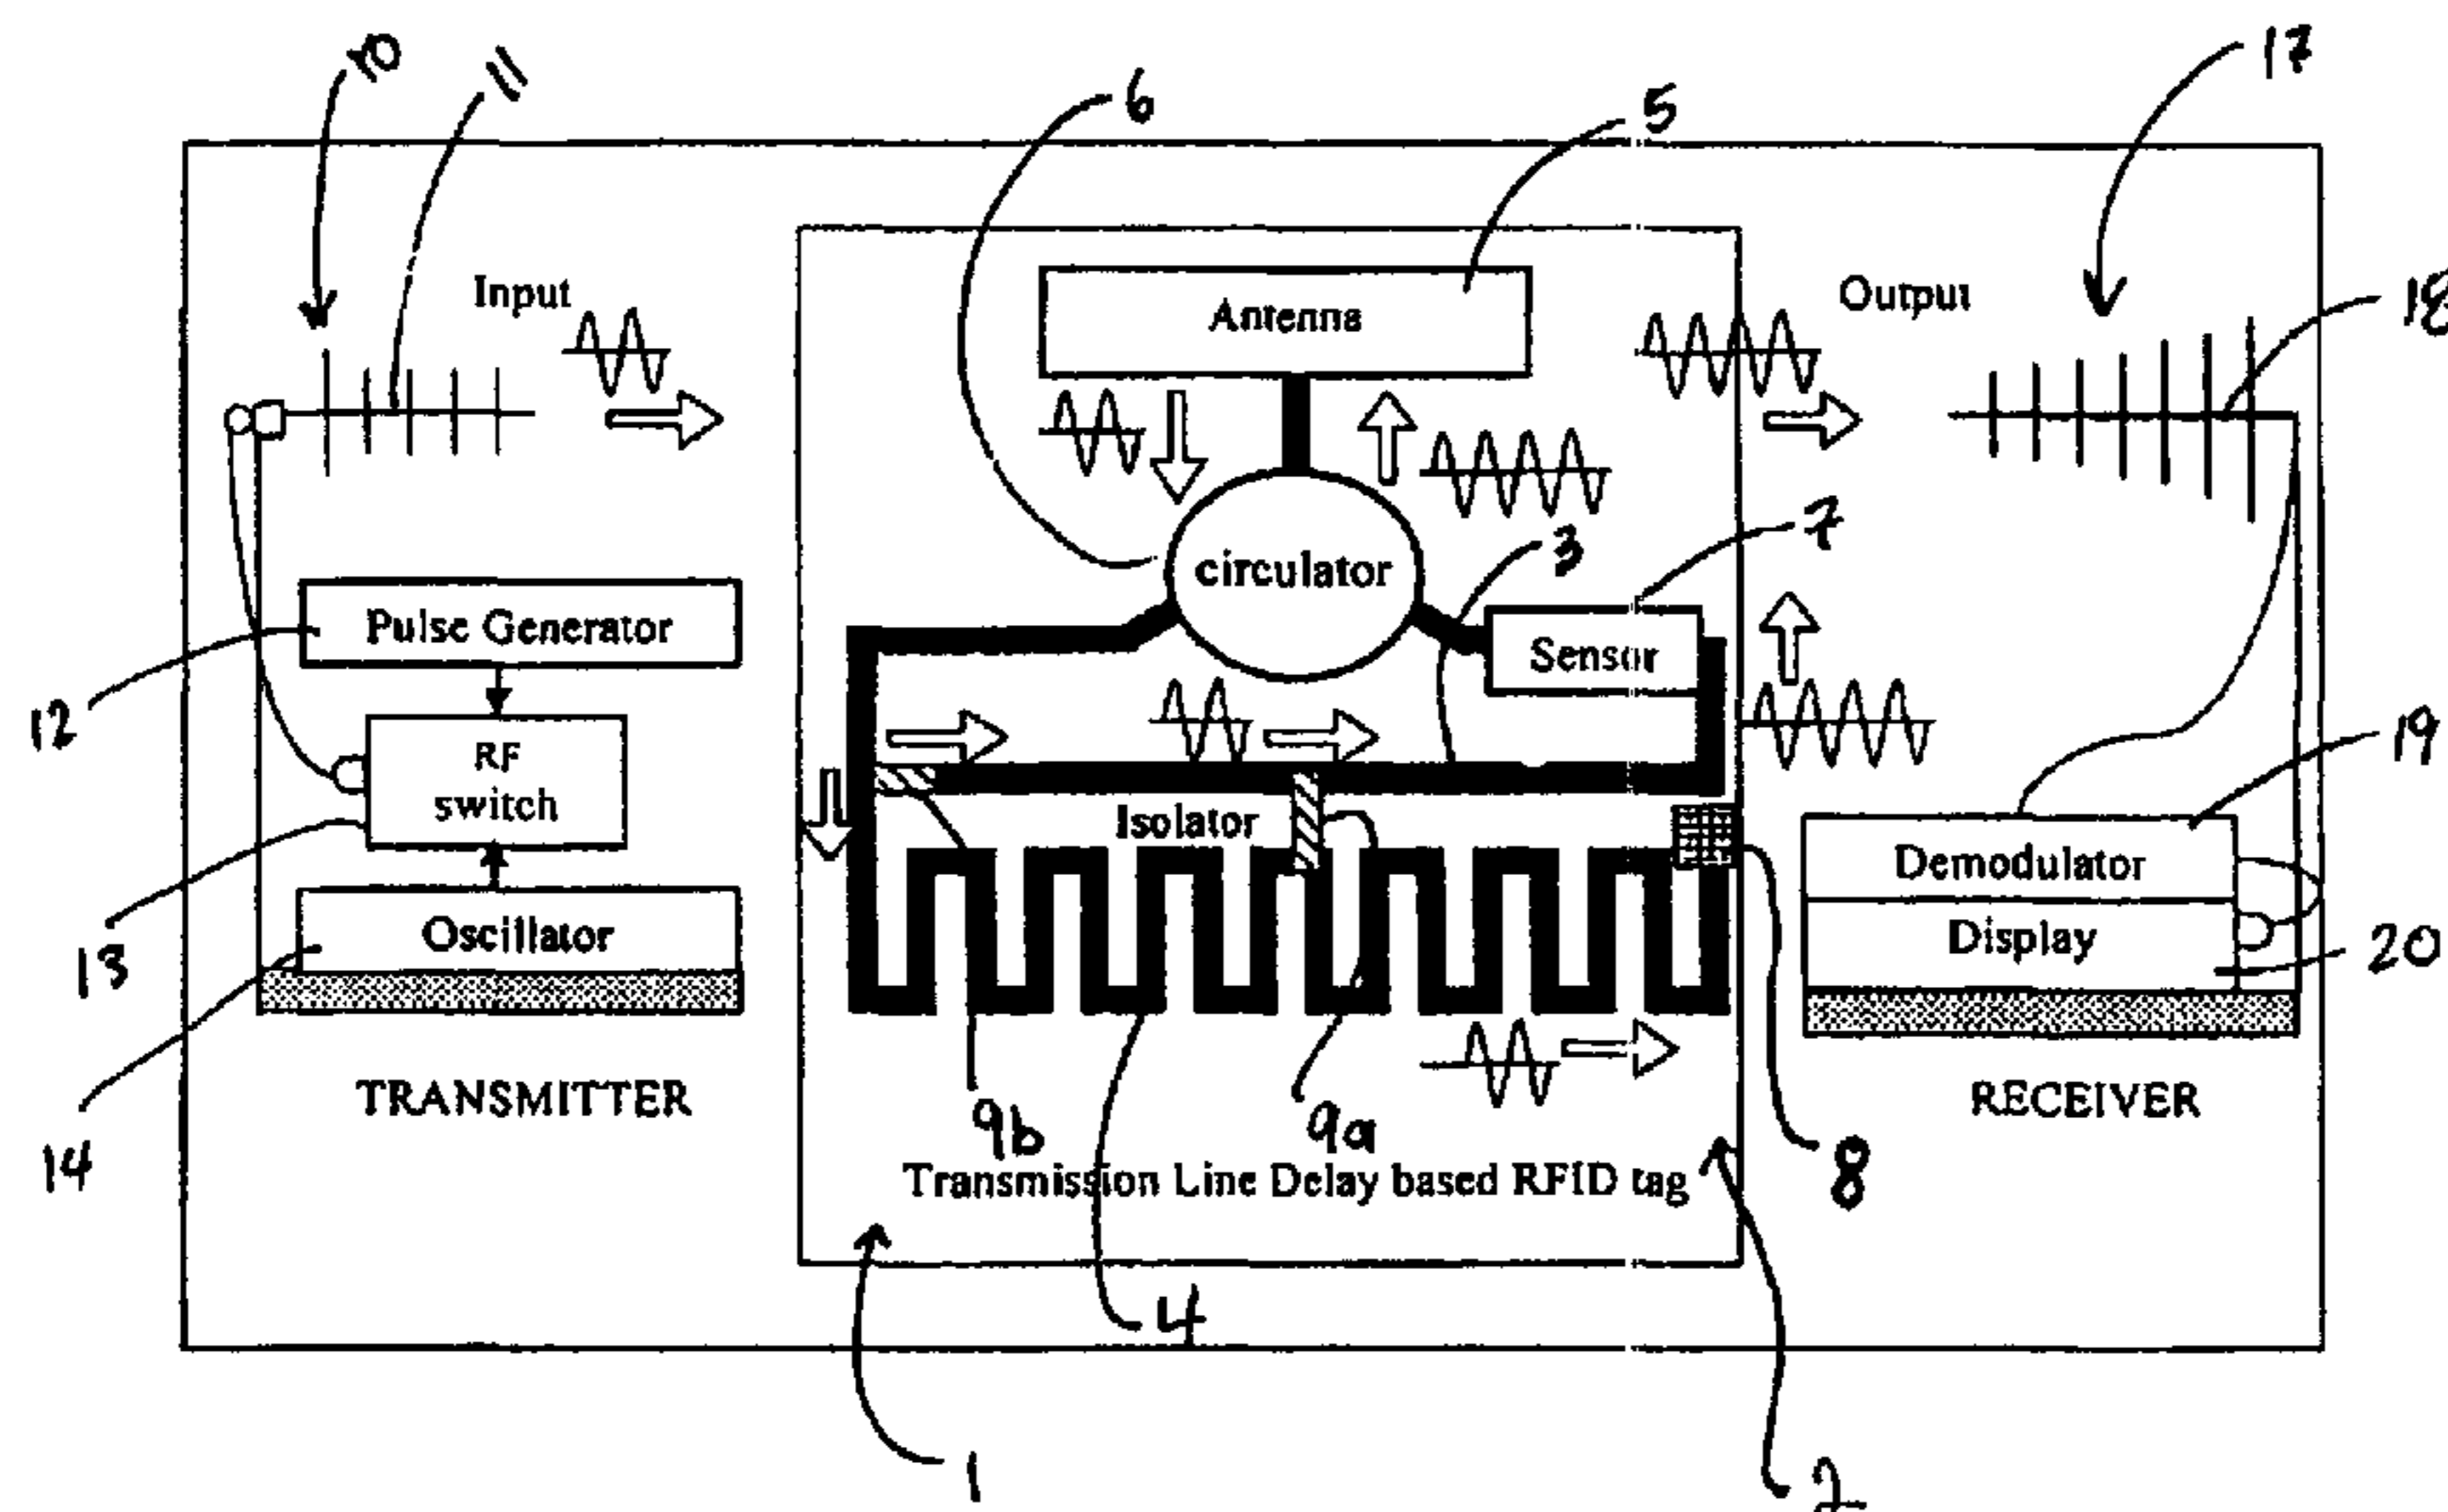 10
11
6
5
17
Input
Antenna
Output
18
circulator
3
7
Pulse Generator
Sensor
12
RF
switch
Isolator
19
Demodulator
13
Oscillator
Display
20
TRANSMITTER
9b
9a
RECEIVER
14
8
Transmission Line Delay based RFID tag
4
1
2